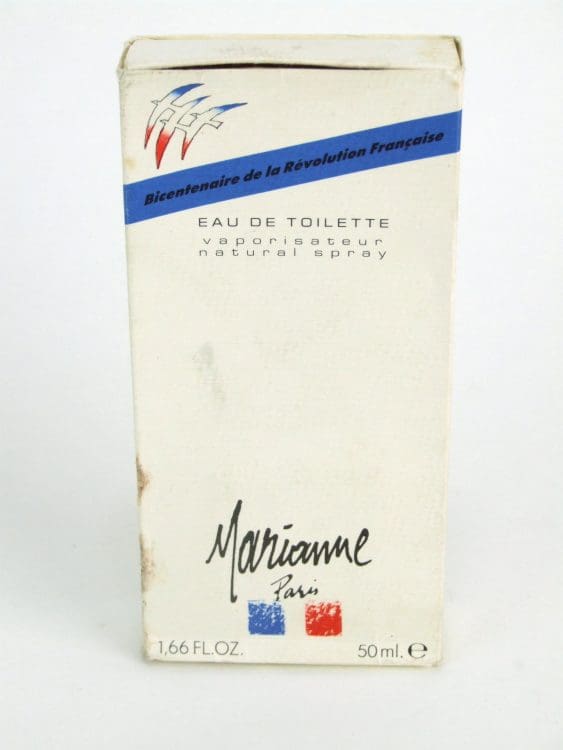 Bicentenaire de la Révolution Française
EAU DE TOILETTE
vaporisateur
natural spray
Marianne
Paris
1,66 FL.OZ.
50 ml. ℮